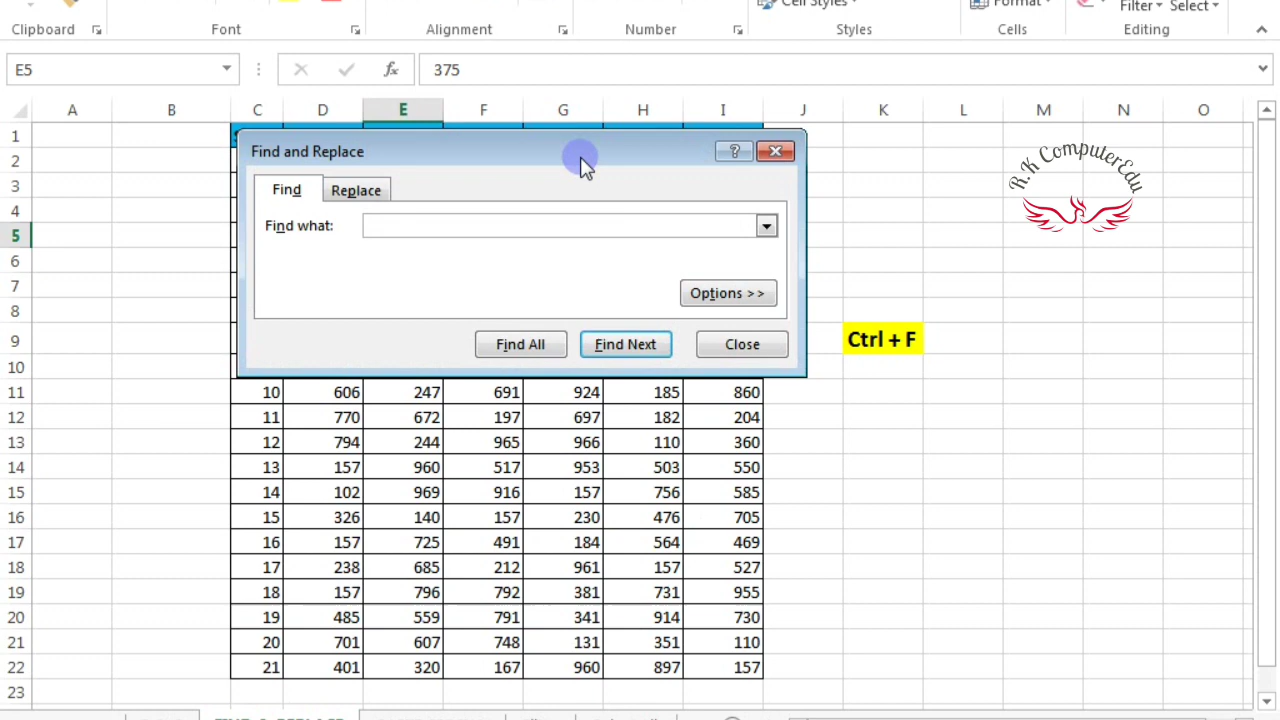 Cell Styles
Format
Filter Select
Clipboard Font Alignment Number Styles Cells Editing
E5 fx 375
A B C D E F G H I J K L M N O
1
2
3
4
5
6
7
8
9
10
Find and Replace ?
Find Replace
Find what:
Options >>
Find All Find Next Close
R.K ComputerEdu
Ctrl + F
11 10 606 247 691 924 185 860
12 11 770 672 197 697 182 204
13 12 794 244 965 966 110 360
14 13 157 960 517 953 503 550
15 14 102 969 916 157 756 585
16 15 326 140 157 230 476 705
17 16 157 725 491 184 564 469
18 17 238 685 212 961 157 527
19 18 157 796 792 381 731 955
20 19 485 559 791 341 914 730
21 20 701 607 748 131 351 110
22 21 401 320 167 960 897 157
23